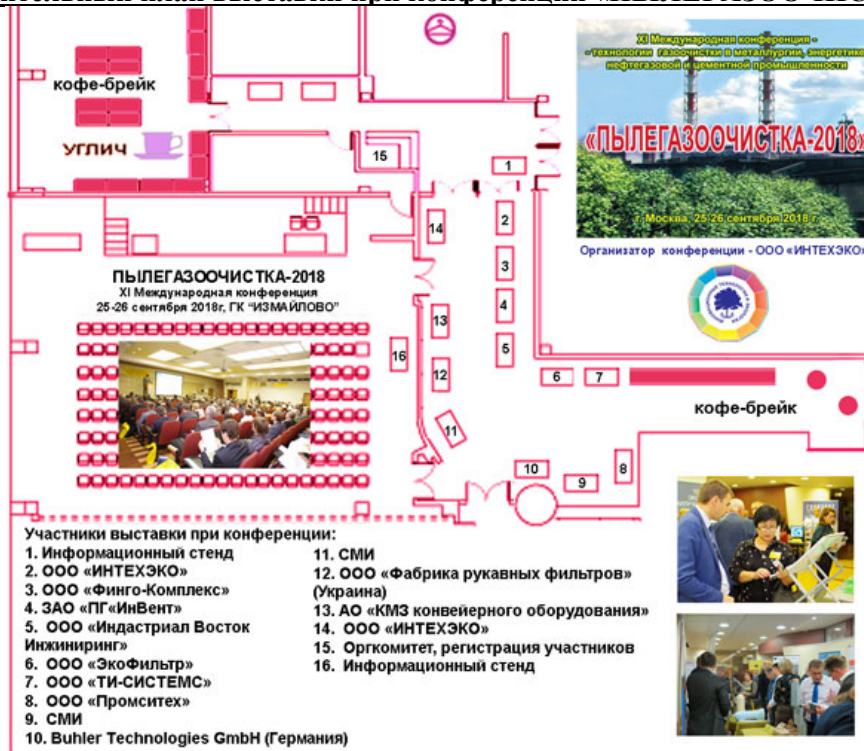 кофе-брейк
УГЛИЧ
XI Международная конференция -
- технологии газоочистки в металлургии, энергетике
нефтегазовой и цементной промышленности
«ПЫЛЕГАЗООЧИСТКА-2018»
г. Москва, 25-26 сентября 2018 г.
Организатор конференции - ООО «ИНТЕХЭКО»
15
1
14
2
3
4
5
13
12
16
11
6
7
10
9
8
ПЫЛЕГАЗООЧИСТКА-2018
XI Международная конференция
25-26 сентября 2018г, ГК "ИЗМАЙЛОВО"
кофе-брейк
Участники выставки при конференции:
1. Информационный стенд
2. ООО «ИНТЕХЭКО»
3. ООО «Финго-Комплекс»
4. ЗАО «ПГ«ИнВент»
5. ООО «Индастриал Восток
Инжиниринг»
6. ООО «ЭкоФильтр»
7. ООО «ТИ-СИСТЕМС»
8. ООО «Промситех»
9. СМИ
10. Buhler Technologies GmbH (Германия)
11. СМИ
12. ООО «Фабрика рукавных фильтров»
(Украина)
13. АО «КМЗ конвейерного оборудования»
14. ООО «ИНТЕХЭКО»
15. Оргкомитет, регистрация участников
16. Информационный стенд